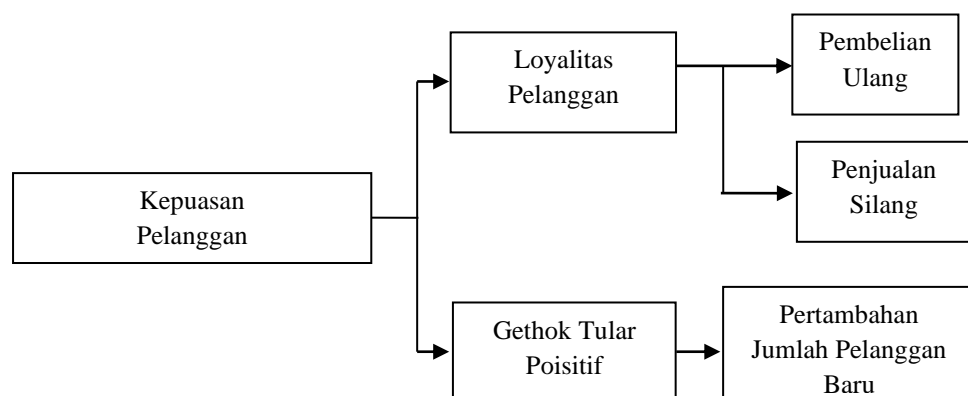 Loyalitas
Pelanggan
Pembelian
Ulang
Penjualan
Silang
Kepuasan
Pelanggan
Gethok Tular
Poisitif
Pertambahan
Jumlah Pelanggan
Baru